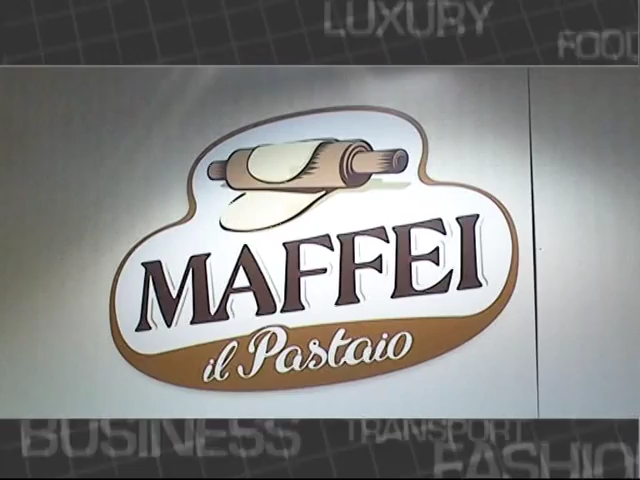 LUXURY
FOOD
MAFFEI
il Pastaio
BUSINESS
TRANSPORT
FASHION